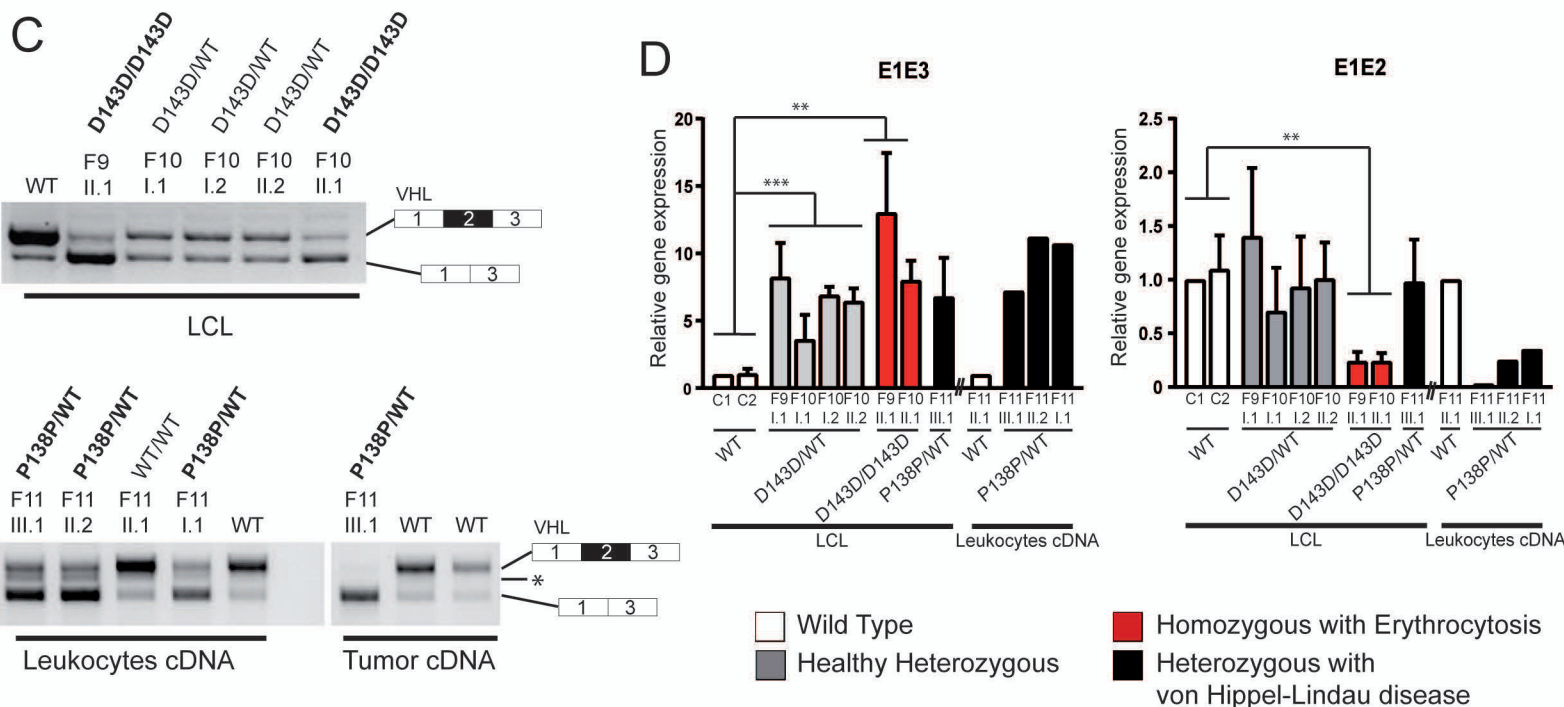 C
D143D/D143D
D143D/WT
D143D/WT
D143D/WT
D143D/D143D
WT
F9 II.1
F10 I.1
F10 I.2
F10 II.2
F10 II.1
VHL
1 2 3
1 3
LCL
P138P/WT
P138P/WT
WT/WT
P138P/WT
P138P/WT
F11 III.1
F11 II.2
F11 II.1
F11 I.1
WT
F11 III.1
WT
WT
VHL
1 2 3
*
1 3
Leukocytes cDNA
Tumor cDNA
D
E1E3
Relative gene expression
20
15
10
5
0
**
***
C1
C2
F9 I.1
F10 I.1
F10 I.2
F10 II.2
F9 II.1
F10 II.1
F11 III.1
//
F11 II.1
F11 III.1
F11 II.2
F11 I.1
WT
D143D/WT
D143D/D143D
P138P/WT
WT
P138P/WT
LCL
Leukocytes cDNA
E1E2
Relative gene expression
2.5
2.0
1.5
1.0
0.5
0
**
C1
C2
F9 I.1
F10 I.1
F10 I.2
F10 II.2
F9 II.1
F10 II.1
F11 III.1
//
F11 II.1
F11 III.1
F11 II.2
F11 I.1
WT
D143D/WT
D143D/D143D
P138P/WT
WT
P138P/WT
LCL
Leukocytes cDNA
Wild Type
Healthy Heterozygous
Homozygous with Erythrocytosis
Heterozygous with
von Hippel-Lindau disease